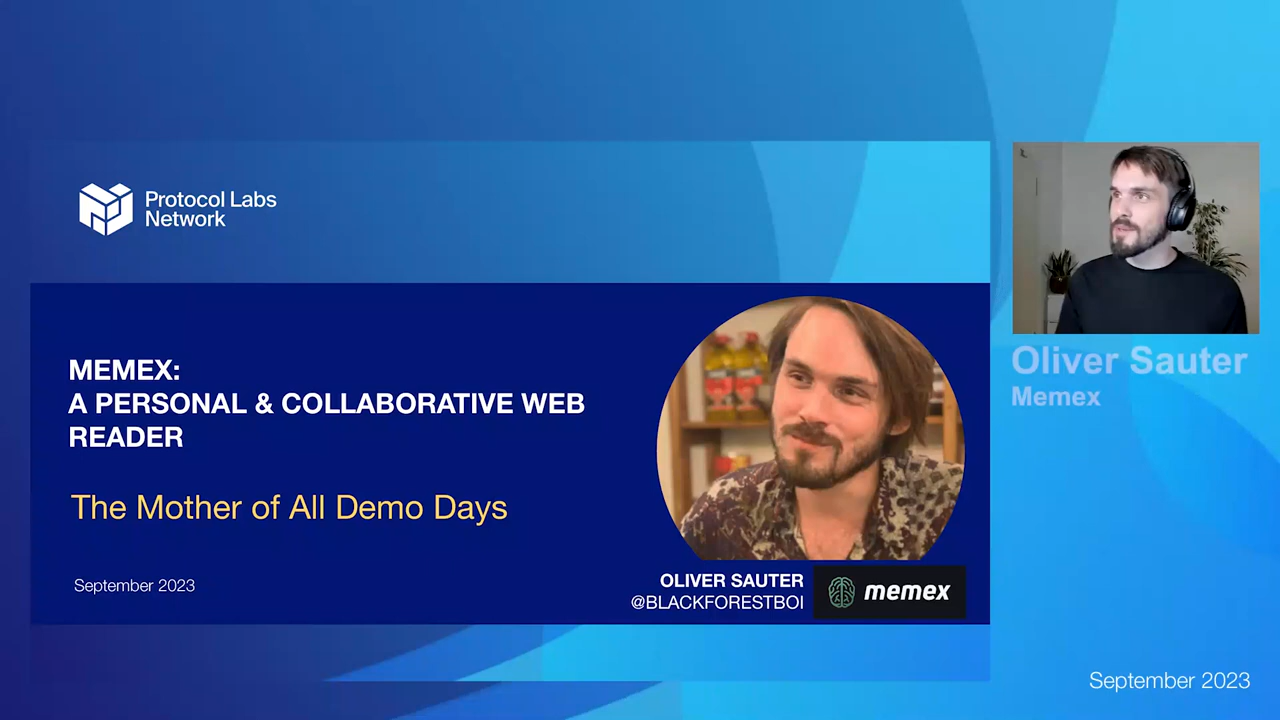 Protocol Labs
Network
MEMEX:
A PERSONAL & COLLABORATIVE WEB
READER
The Mother of All Demo Days
September 2023
OLIVER SAUTER
@BLACKFORESTBOI
memex
Oliver Sauter
Memex
September 2023